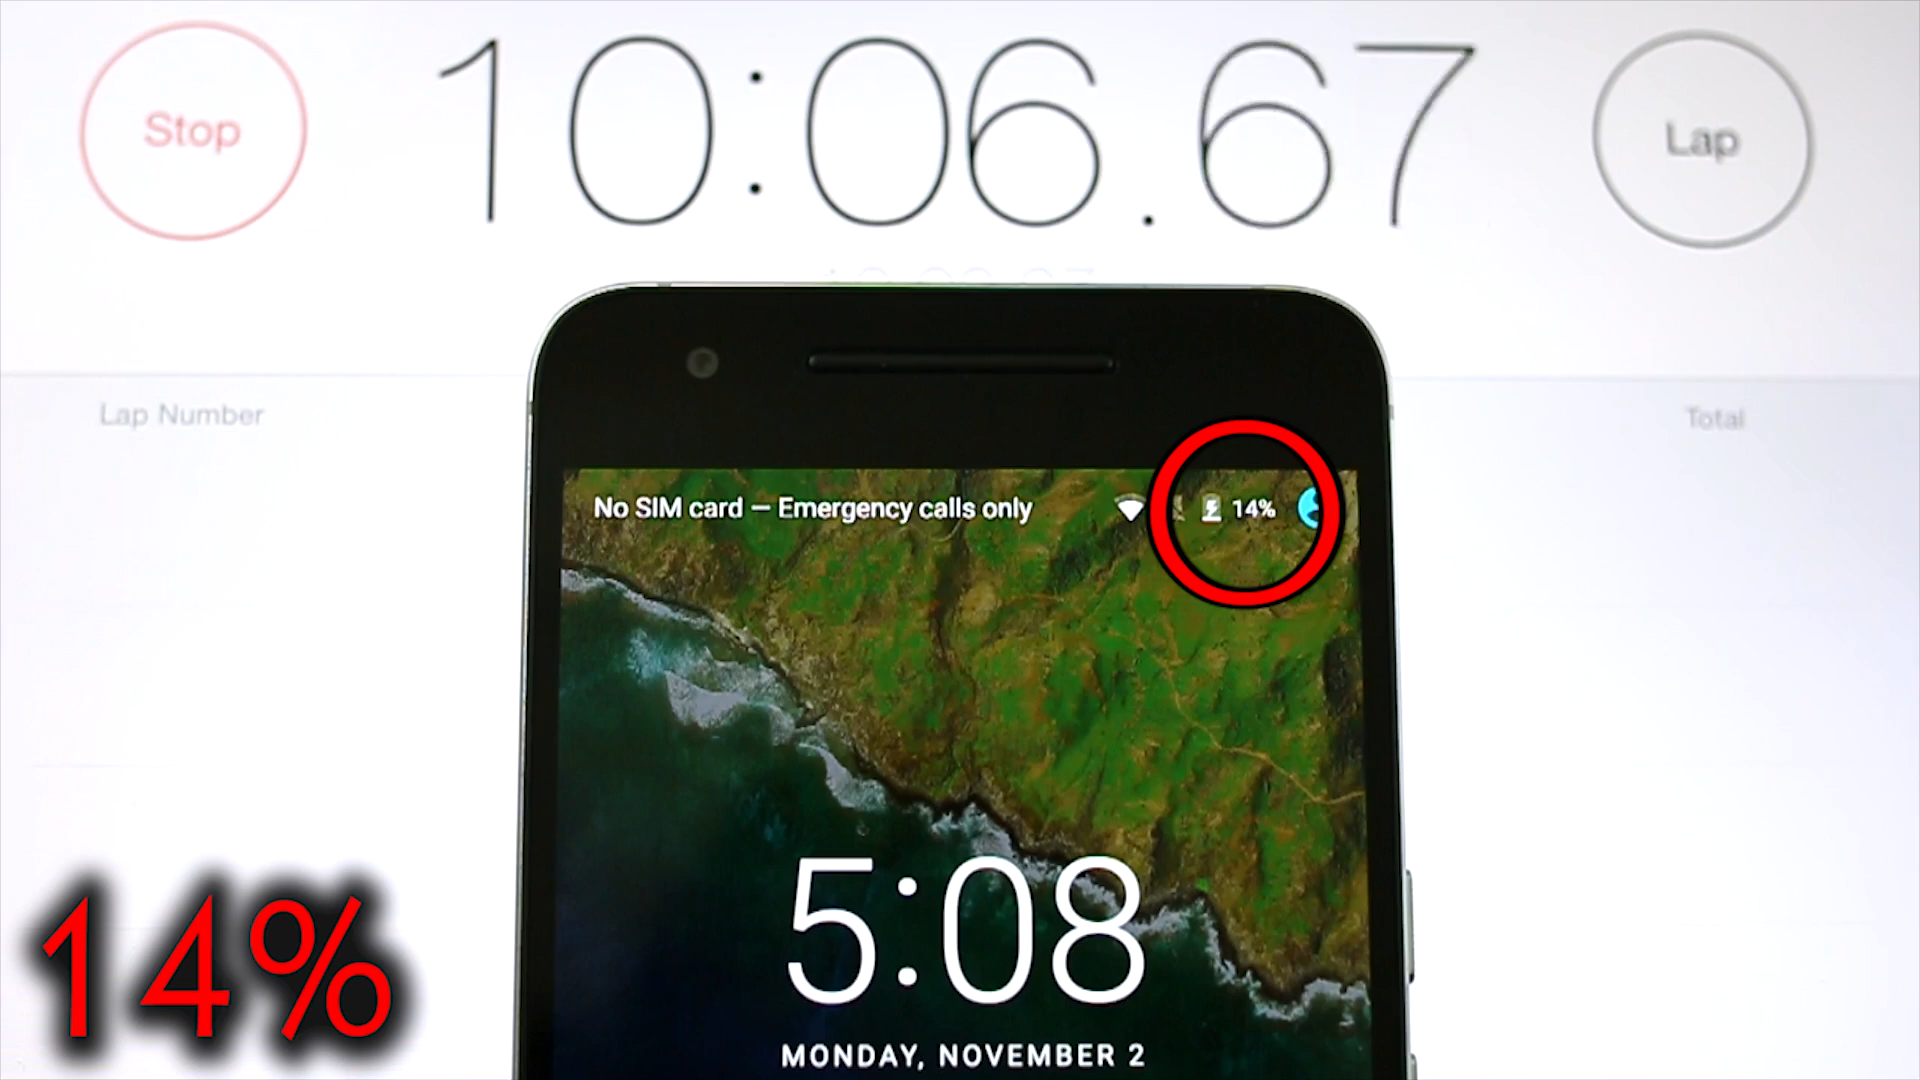 Stop
10:06.67
Lap
Lap Number
Total
No SIM card — Emergency calls only
14%
5:08
MONDAY, NOVEMBER 2
14%